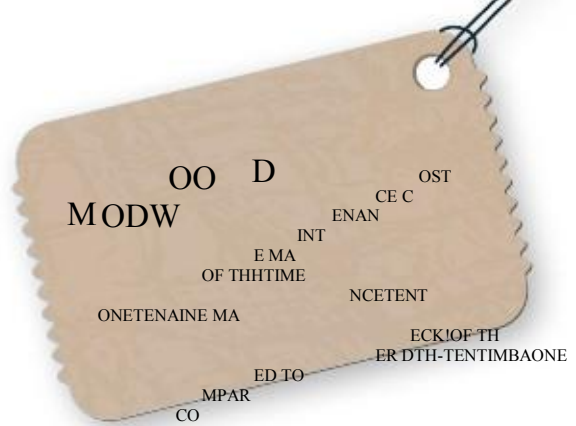 OO D
OST
CE C
M ODW
ENAN
INT
E MA
OF THHTIME
NCETENT
ONETENAINE MA
ECK!OF TH
ER DTH-TENTIMBAONE
ED TO
MPAR
CO